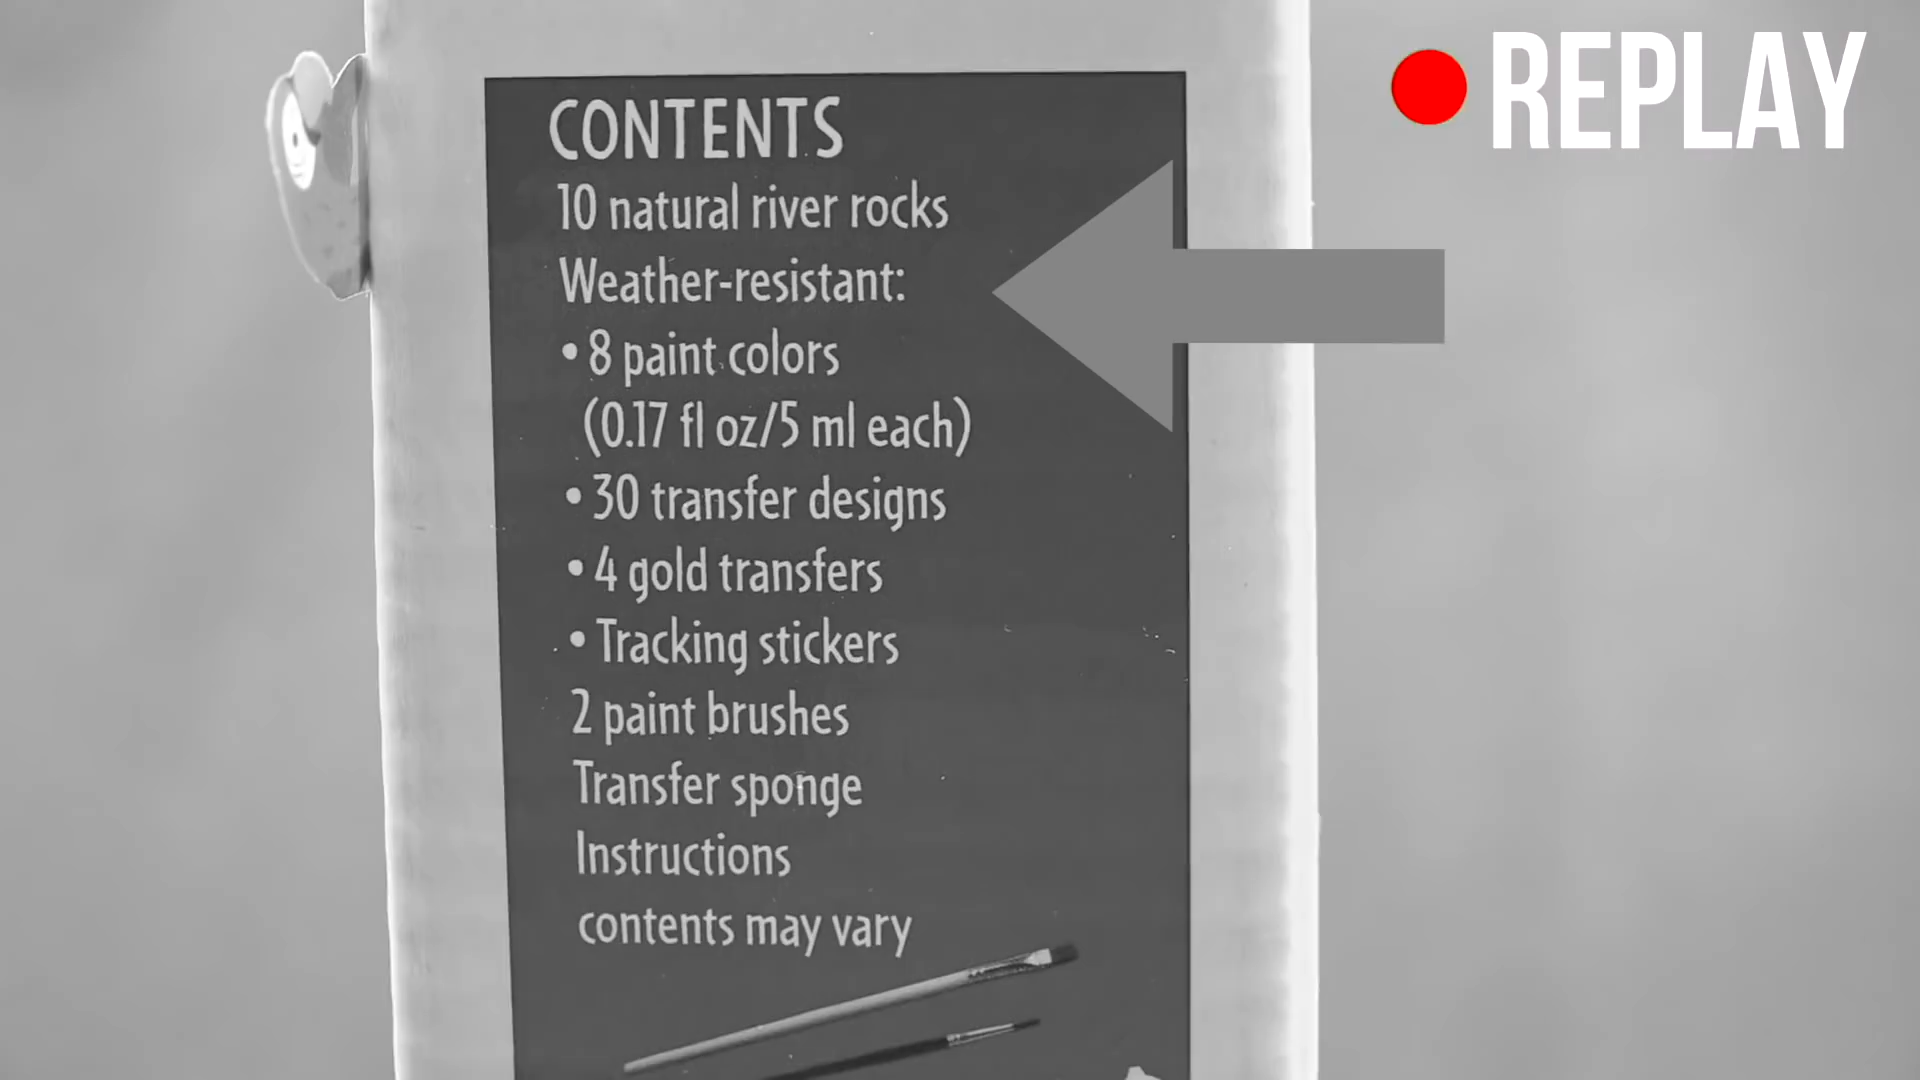 REPLAY
CONTENTS
10 natural river rocks
Weather-resistant:
• 8 paint colors
(0.17 fl oz/5 ml each)
• 30 transfer designs
• 4 gold transfers
• Tracking stickers
2 paint brushes
Transfer sponge
Instructions
contents may vary